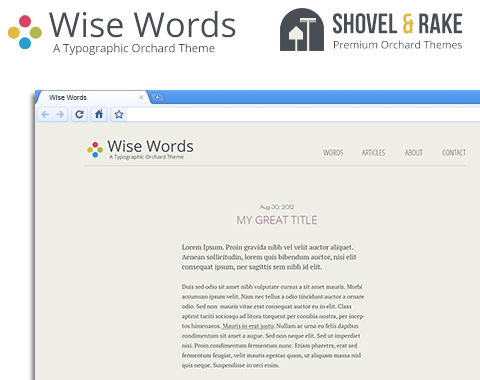 Wise Words
A Typographic Orchard Theme
SHOVEL & RAKE
Premium Orchard Themes
Wise Words
Wise Words
A Typographic Orchard Theme
WORDS ARTICLES ABOUT CONTACT
Aug 30, 2012
MY GREAT TITLE
Lorem Ipsum. Proin gravida nibh vel velit auctor aliquet.
Aenean sollicitudin, lorem quis bibendum auctor, nisi elit
consequat ipsum, nec sagittis sem nibh id elit.
Duis sed odio sit amet nibh vulputate cursus a sit amet mauris. Morbi
accumsan ipsum velit. Nam nec tellus a odio tincidunt auctor a ornare
odio. Sed non mauris vitae erat consequat auctor eu in elit. Class
aptent taciti sociosqu ad litora torquent per conubia nostra, per incep-
tos himenaeos. Mauris in erat justo. Nullam ac urna eu felis dapibus
condimentum sit amet a augue. Sed non neque elit. Sed ut imperdiet
nisi. Proin condimentum fermentum nunc. Etiam pharetra, erat sed
fermentum feugiat, velit mauris egestas quam, ut aliquam massa nisl
quis neque. Suspendisse in orci enim.